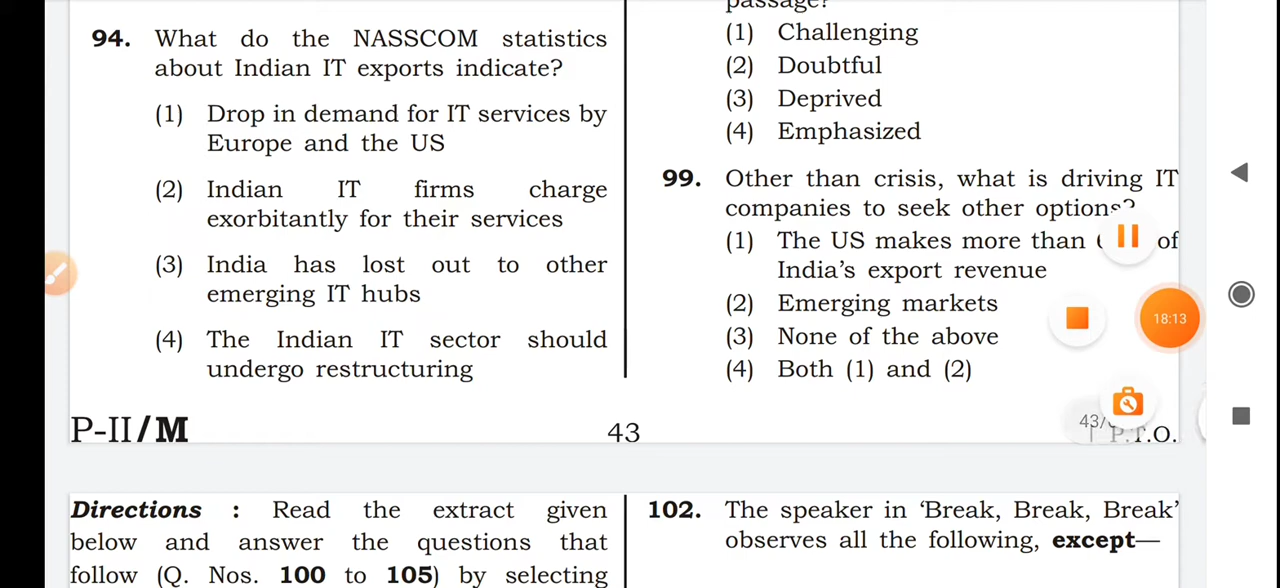 94. What do the NASSCOM statistics
about Indian IT exports indicate?
(1) Drop in demand for IT services by
Europe and the US
(2) Indian IT firms charge
exorbitantly for their services
(3) India has lost out to other
emerging IT hubs
(4) The Indian IT sector should
undergo restructuring
passage?
(1) Challenging
(2) Doubtful
(3) Deprived
(4) Emphasized
99. Other than crisis, what is driving IT
companies to seek other options?
(1) The US makes more than of
India's export revenue
(2) Emerging markets
(3) None of the above
(4) Both (1) and (2)
18:13
P-II/M
43
43/
P.T.O.
Directions : Read the extract given
below and answer the questions that
follow (Q. Nos. 100 to 105) by selecting
102. The speaker in 'Break, Break, Break'
observes all the following, except—